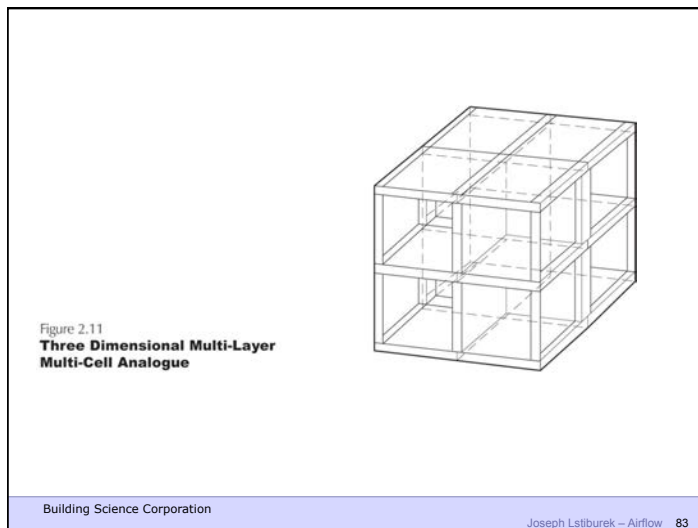 Figure 2.11
Three Dimensional Multi-Layer
Multi-Cell Analogue
Building Science Corporation
Joseph Lstiburek – Airflow 83